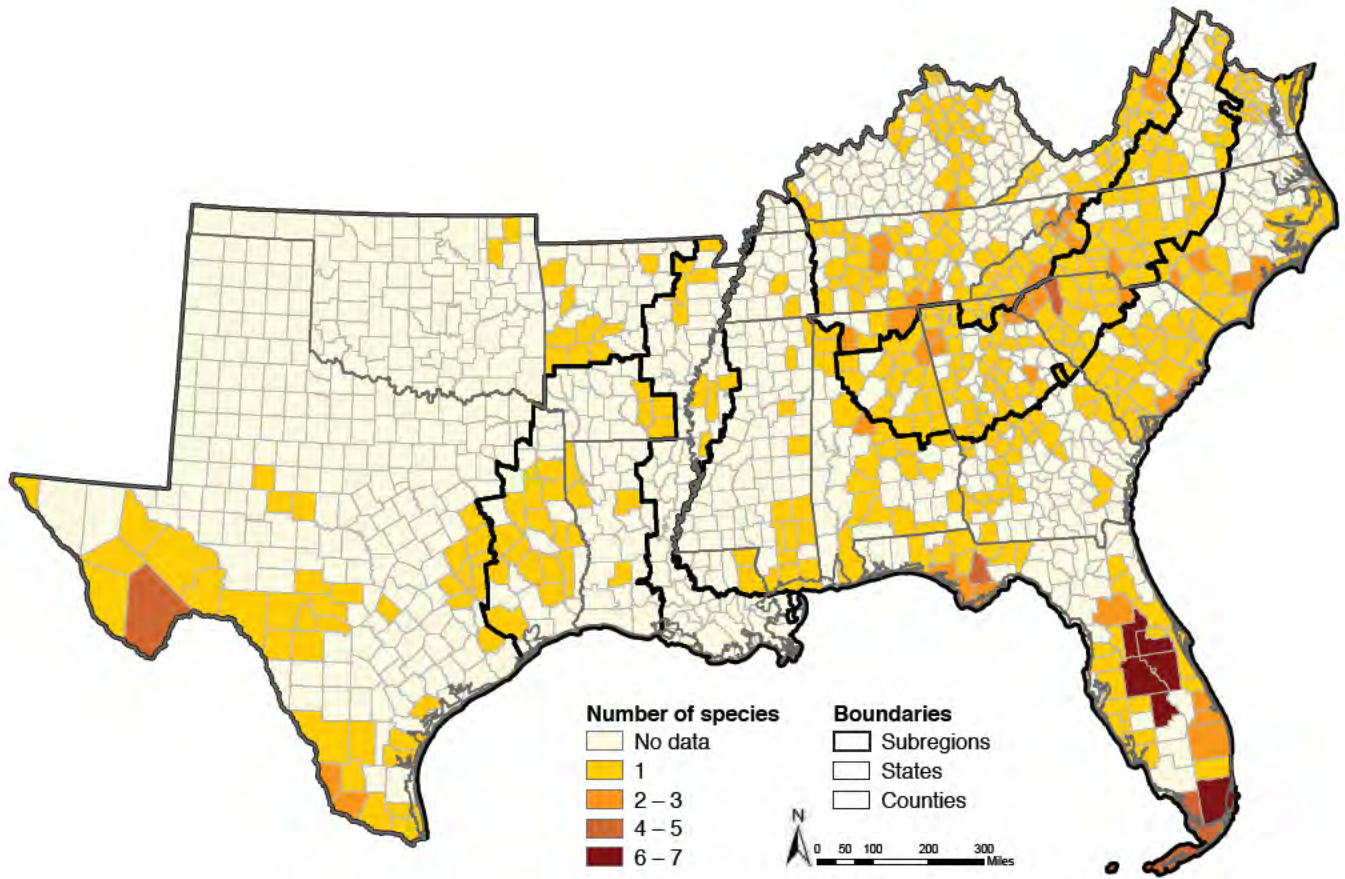 Number of species
No data
1
2 – 3
4 – 5
6 – 7
Boundaries
Subregions
States
Counties
N
0 50 100 200 300
Miles